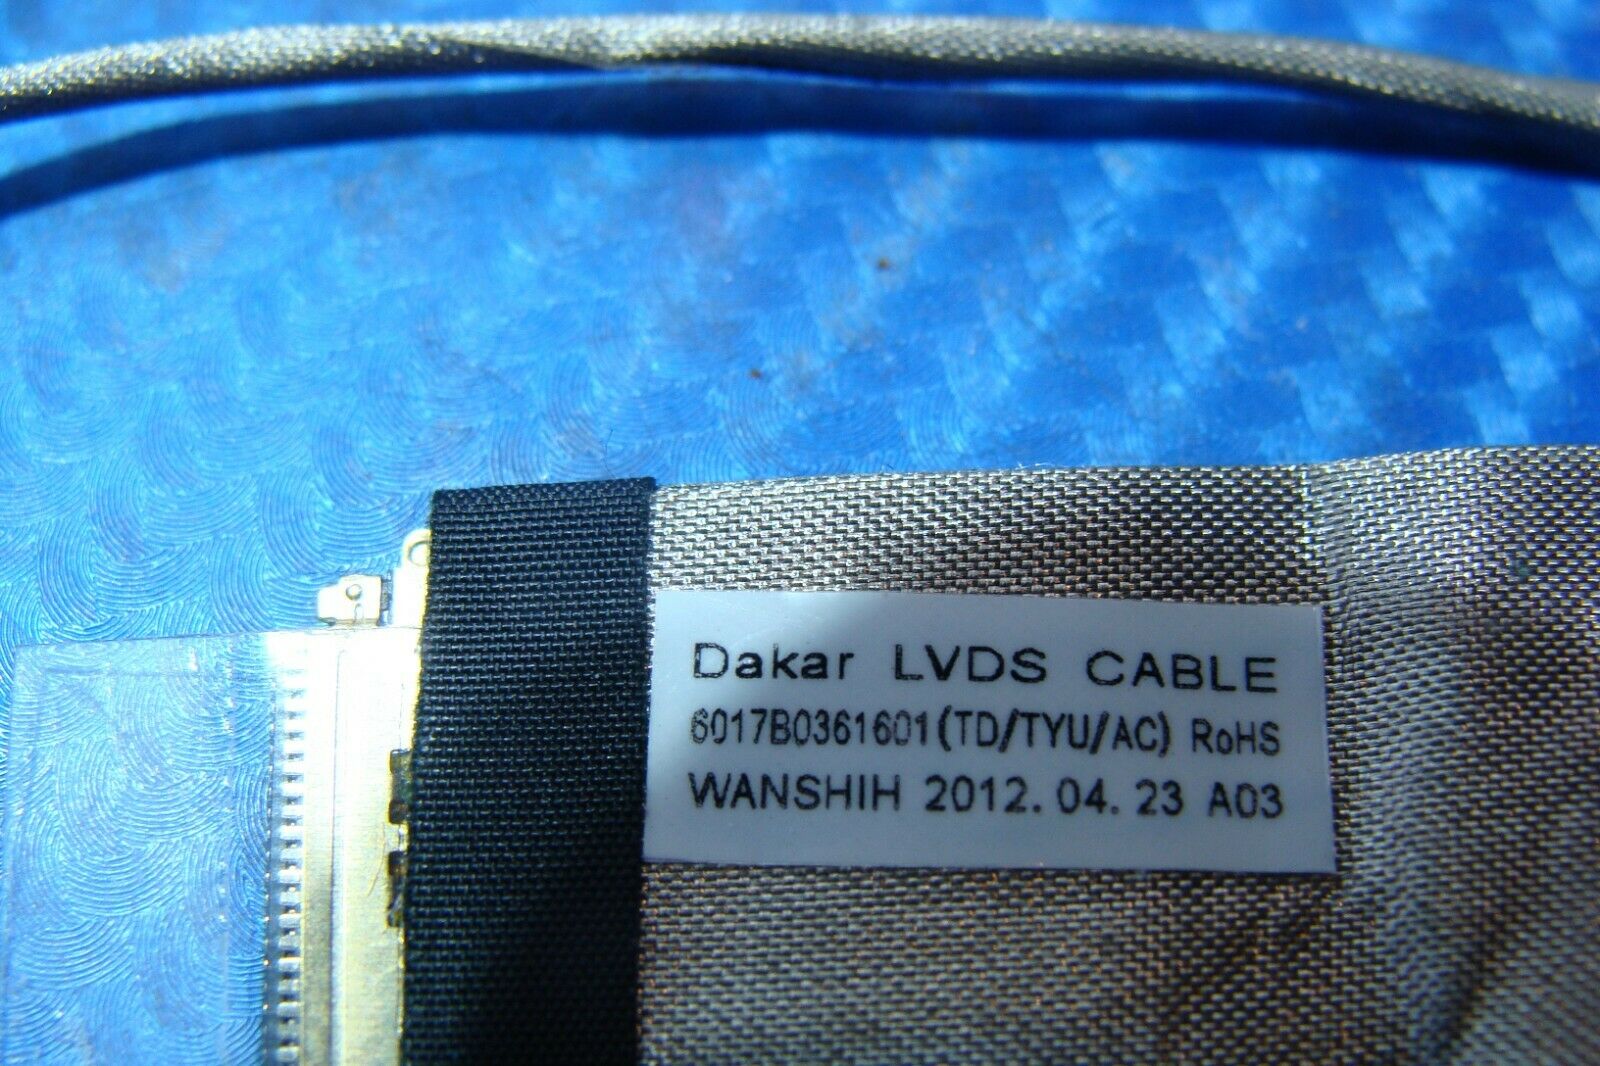 Dakar LVDS CABLE
6017B0361601(TD/TYU/AC) RoHS
WANSHIH 2012.04.23 A03